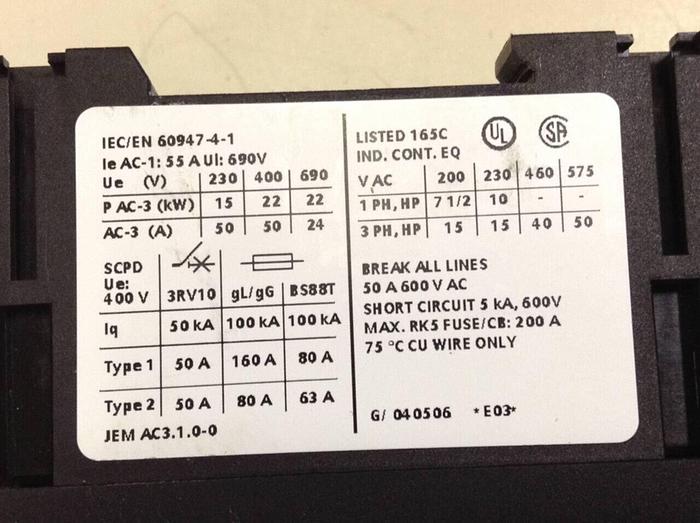 IEC/EN 60947-4-1
Ie AC-1: 55 A UI: 690V
Ue (V) 230 400 690
P AC-3 (kW) 15 22 22
AC-3 (A) 50 50 24
SCPD
Ue:
400 V 3RV10 gL/gG BS88T
Iq 50 kA 100 kA 100 kA
Type 1 50 A 160 A 80 A
Type 2 50 A 80 A 63 A
JEM AC3.1.0-0
LISTED 165C UL SA
IND. CONT. EQ
V AC 200 230 460 575
1 PH, HP 7 1/2 10 - -
3 PH, HP 15 15 40 50
BREAK ALL LINES
50 A 600 V AC
SHORT CIRCUIT 5 kA, 600V
MAX. RK5 FUSE/CB: 200 A
75 °C CU WIRE ONLY
G/ 040506 *E03*